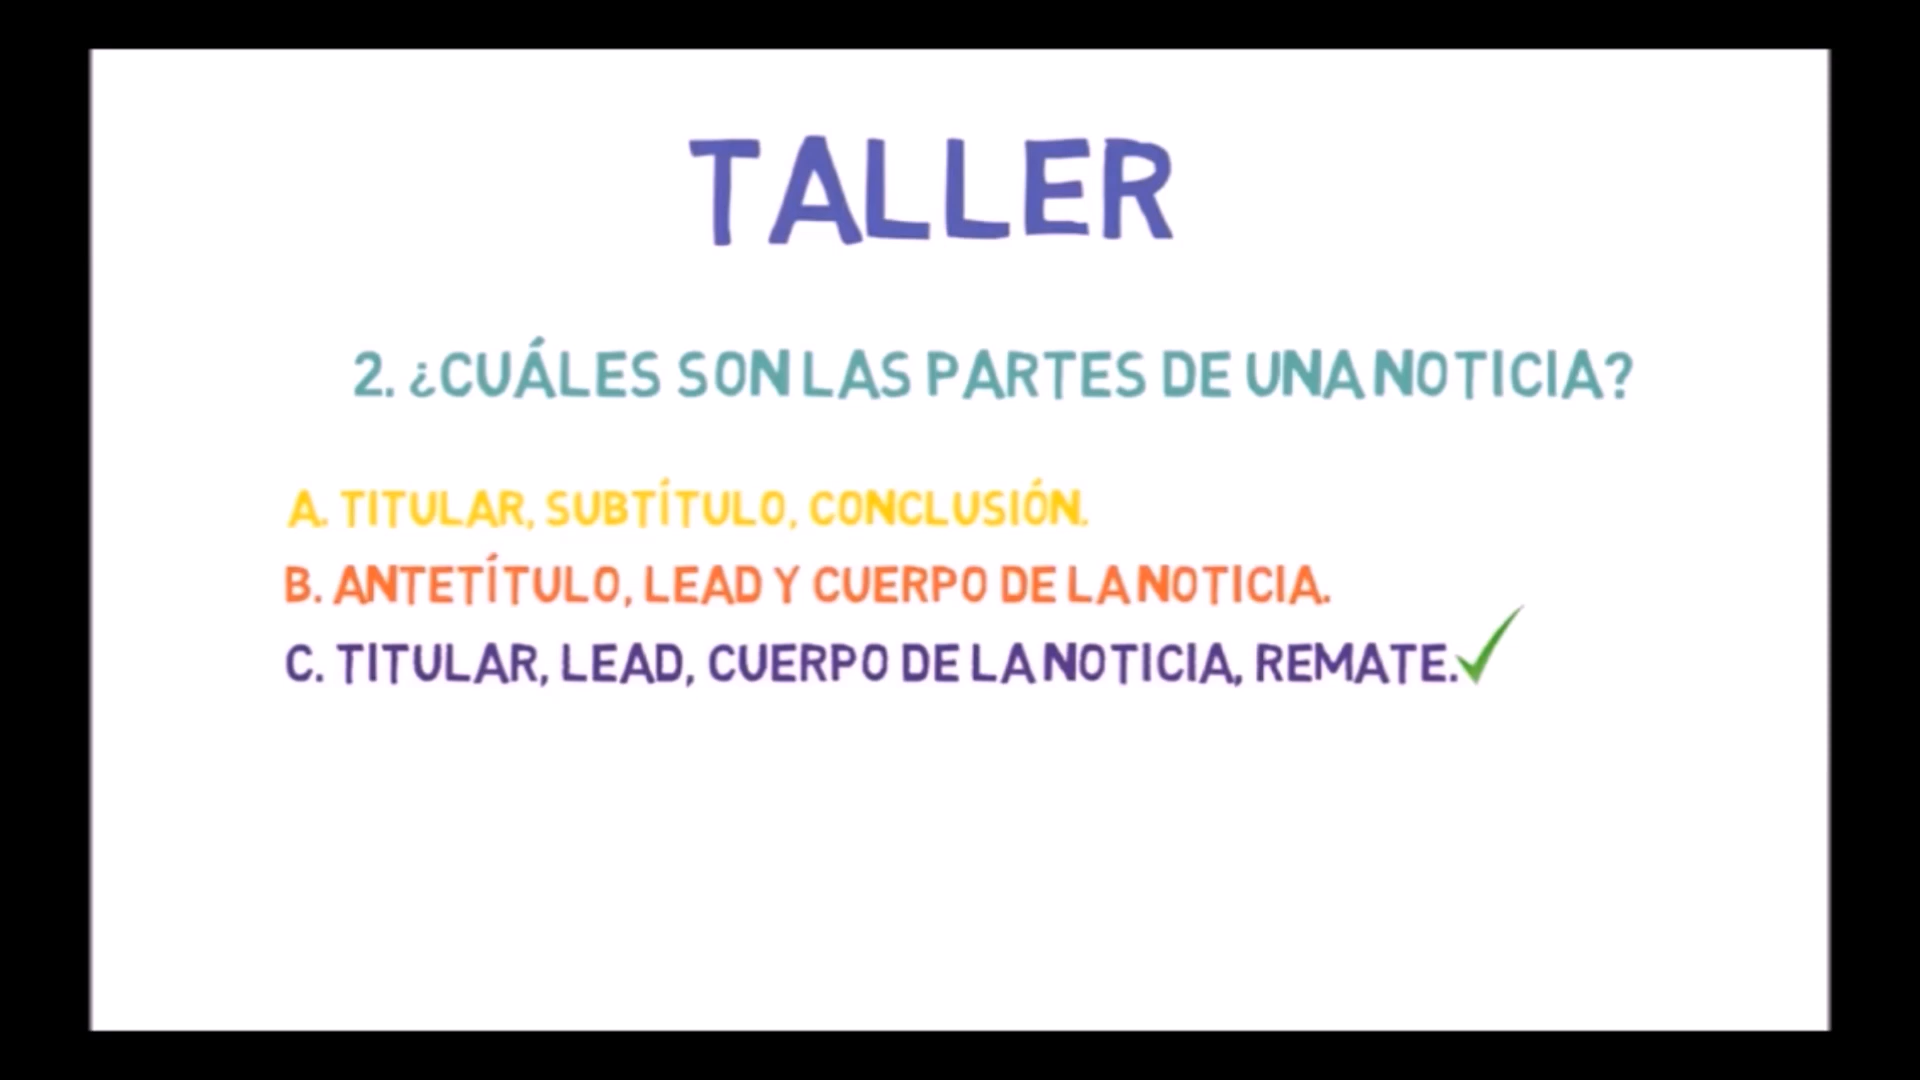 TALLER
2. ¿CUÁLES SON LAS PARTES DE UNA NOTICIA?
A. TITULAR, SUBTÍTULO, CONCLUSIÓN.
B. ANTETÍTULO, LEAD Y CUERPO DE LA NOTICIA.
C. TITULAR, LEAD, CUERPO DE LA NOTICIA, REMATE.